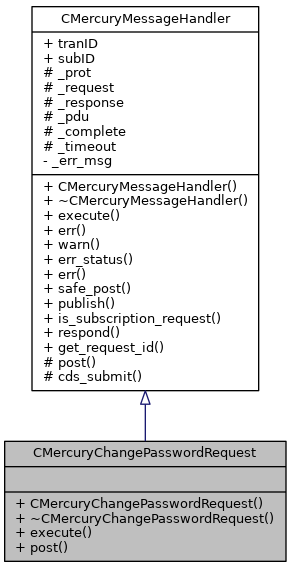 CMercuryMessageHandler
+ tranID
+ subID
# _prot
# _request
# _response
# _pdu
# _complete
# _timeout
- _err_msg
+ CMercuryMessageHandler()
+ ~CMercuryMessageHandler()
+ execute()
+ err()
+ warn()
+ err_status()
+ err()
+ safe_post()
+ publish()
+ is_subscription_request()
+ respond()
+ get_request_id()
# post()
# cds_submit()
CMercuryChangePasswordRequest
+ CMercuryChangePasswordRequest()
+ ~CMercuryChangePasswordRequest()
+ execute()
+ post()